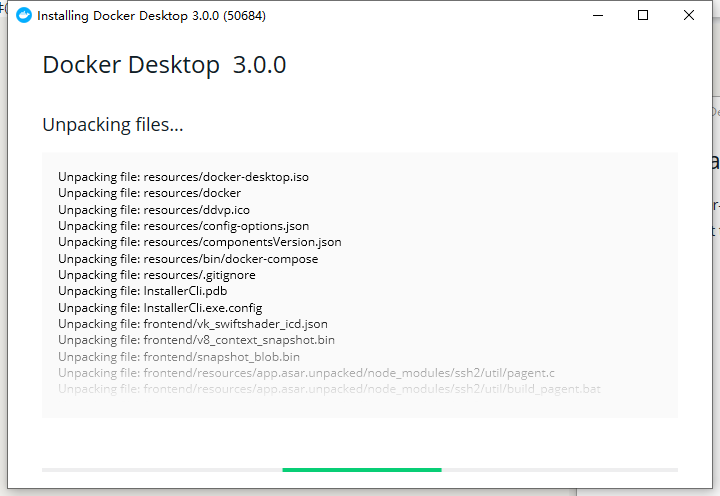 Installing Docker Desktop 3.0.0 (50684)
Docker Desktop 3.0.0
Unpacking files...
Unpacking file: resources/docker-desktop.iso
Unpacking file: resources/docker
Unpacking file: resources/ddvp.ico
Unpacking file: resources/config-options.json
Unpacking file: resources/componentsVersion.json
Unpacking file: resources/bin/docker-compose
Unpacking file: resources/.gitignore
Unpacking file: InstallerCli.pdb
Unpacking file: InstallerCli.exe.config
Unpacking file: frontend/vk_swiftshader_icd.json
Unpacking file: frontend/v8_context_snapshot.bin
Unpacking file: frontend/snapshot_blob.bin
Unpacking file: frontend/resources/app.asar.unpacked/node_modules/ssh2/util/pagent.c
Unpacking file: frontend/resources/app.asar.unpacked/node_modules/ssh2/util/build_pagent.bat